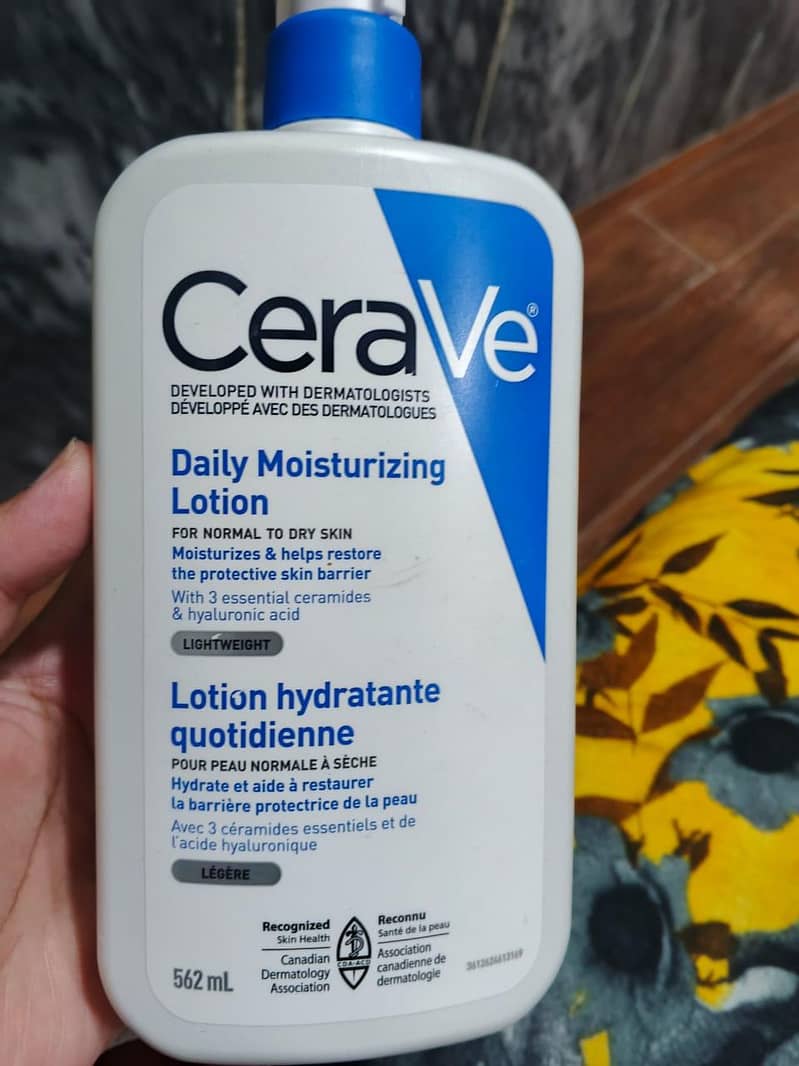 CeraVe®
DEVELOPED WITH DERMATOLOGISTS
DÉVELOPPÉ AVEC DES DERMATOLOGUES
Daily Moisturizing
Lotion
FOR NORMAL TO DRY SKIN
Moisturizes & helps restore
the protective skin barrier
With 3 essential ceramides
& hyaluronic acid
LIGHTWEIGHT
Lotion hydratante
quotidienne
POUR PEAU NORMALE À SÈCHE
Hydrate et aide à restaurer
la barrière protectrice de la peau
Avec 3 céramides essentiels et de
l'acide hyaluronique
LÉGÈRE
Recognized
Skin Health
Canadian
Dermatology
Association
CDA-ACD
Reconnu
Santé de la peau
Association
canadienne de
dermatologie
562 mL